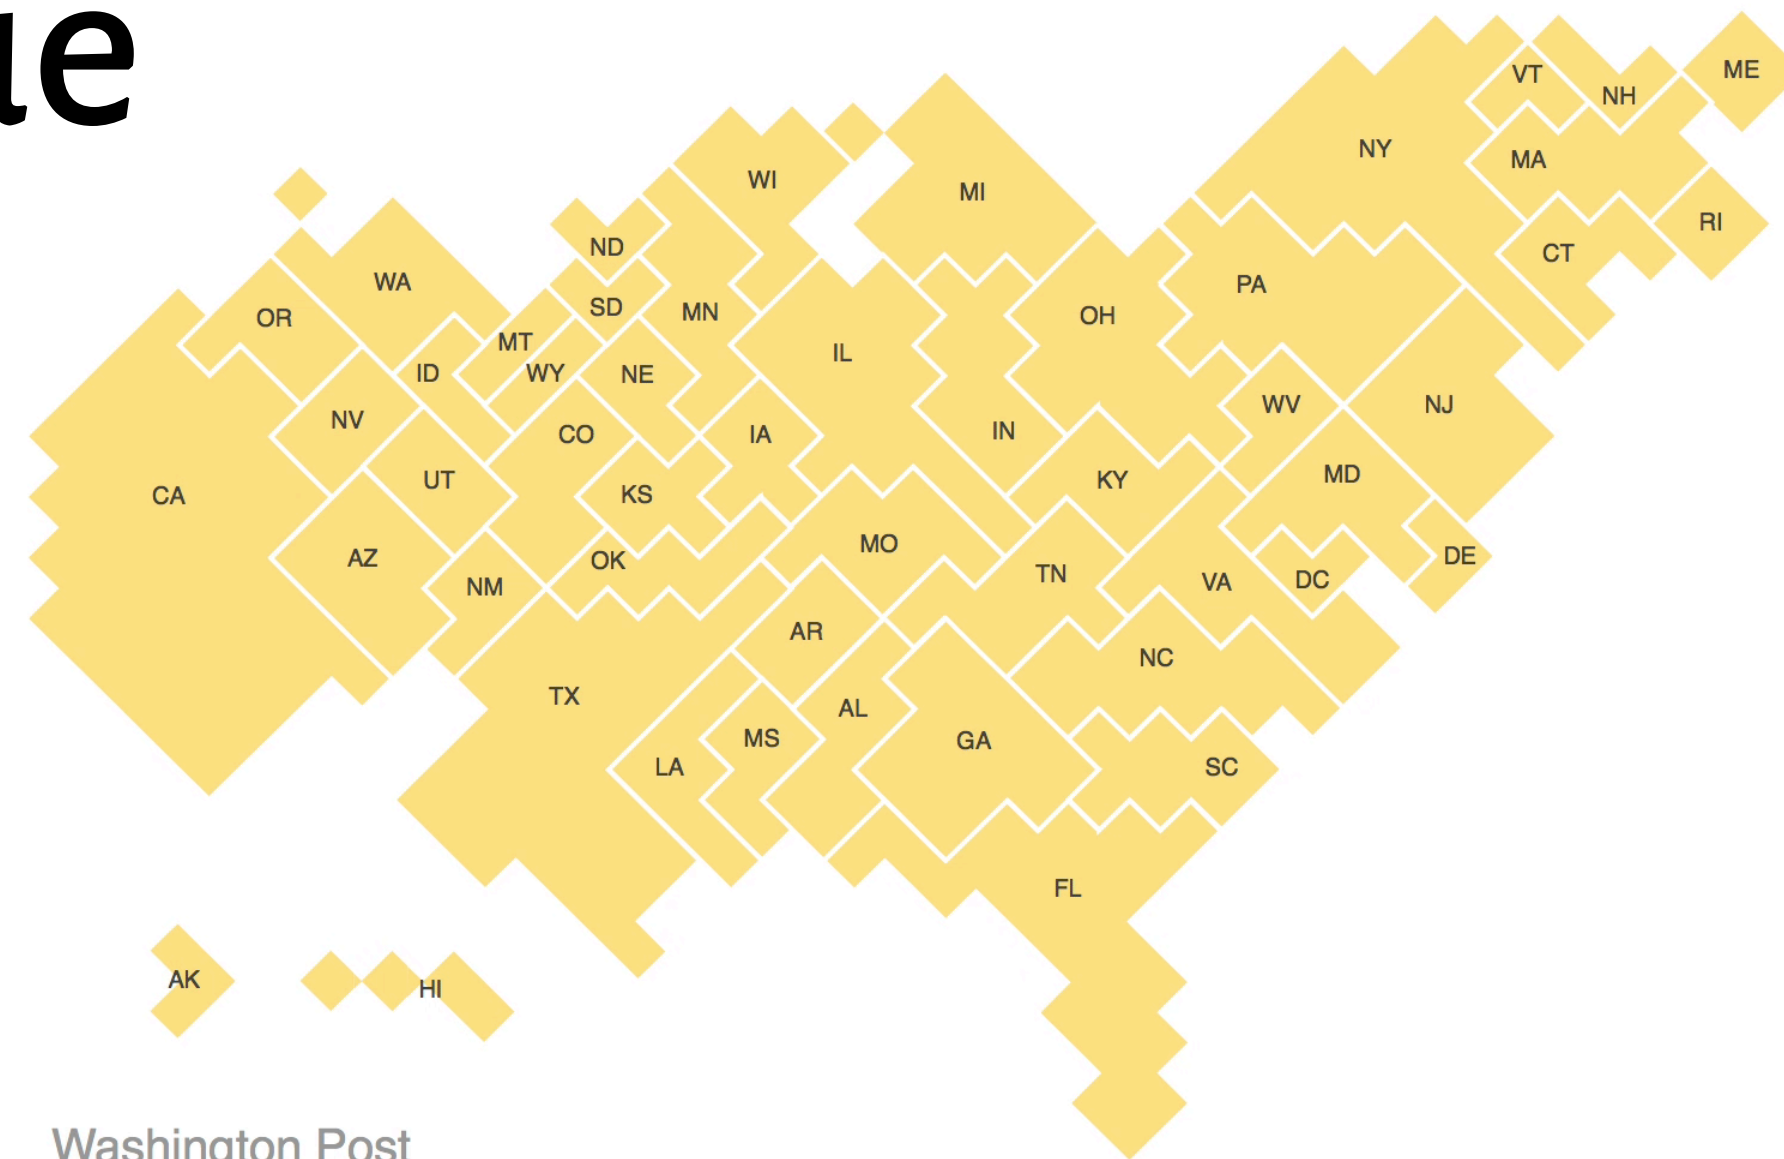 ME
VT
NH
NY
MA
WI
MI
RI
ND
CT
WA
PA
SD
OR
MN
OH
MT
IL
ID
WY
NE
NV
CO
IA
IN
WV
NJ
UT
KY
MD
CA
KS
MO
AZ
OK
TN
VA
DC
DE
NM
AR
NC
TX
AL
MS
GA
LA
SC
FL
AK
HI
Washington Post